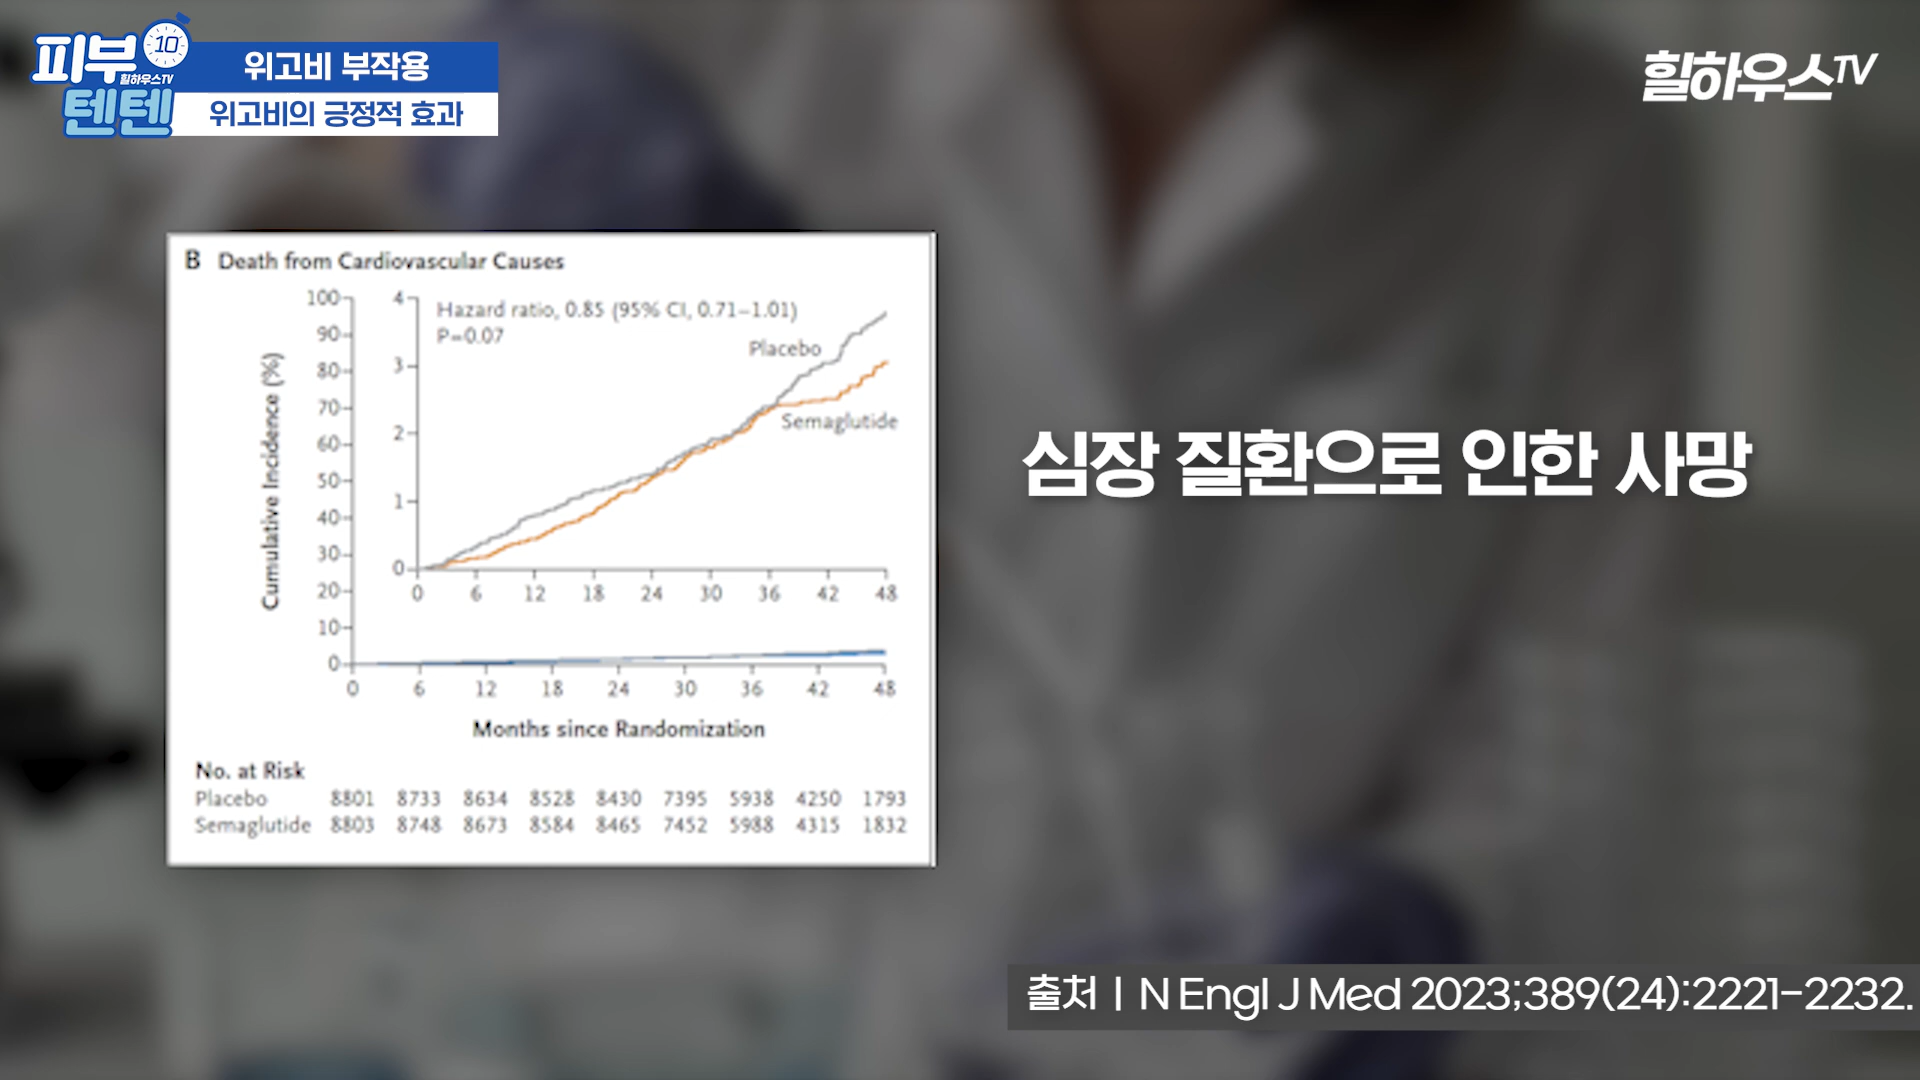 피부
10
힐하우스TV
텐텐
위고비 부작용
위고비의 긍정적 효과
힐하우스TV
B Death from Cardiovascular Causes
Cumulative Incidence (%)
100
90
80
70
60
50
40
30
20
10
0
4
3
2
1
0
Hazard ratio, 0.85 (95% CI, 0.71–1.01)
P=0.07
Placebo
Semaglutide
0 6 12 18 24 30 36 42 48
0 6 12 18 24 30 36 42 48
Months since Randomization
No. at Risk
Placebo 8801 8733 8634 8528 8430 7395 5938 4250 1793
Semaglutide 8803 8748 8673 8584 8465 7452 5988 4315 1832
심장 질환으로 인한 사망
출처 | N Engl J Med 2023;389(24):2221-2232.